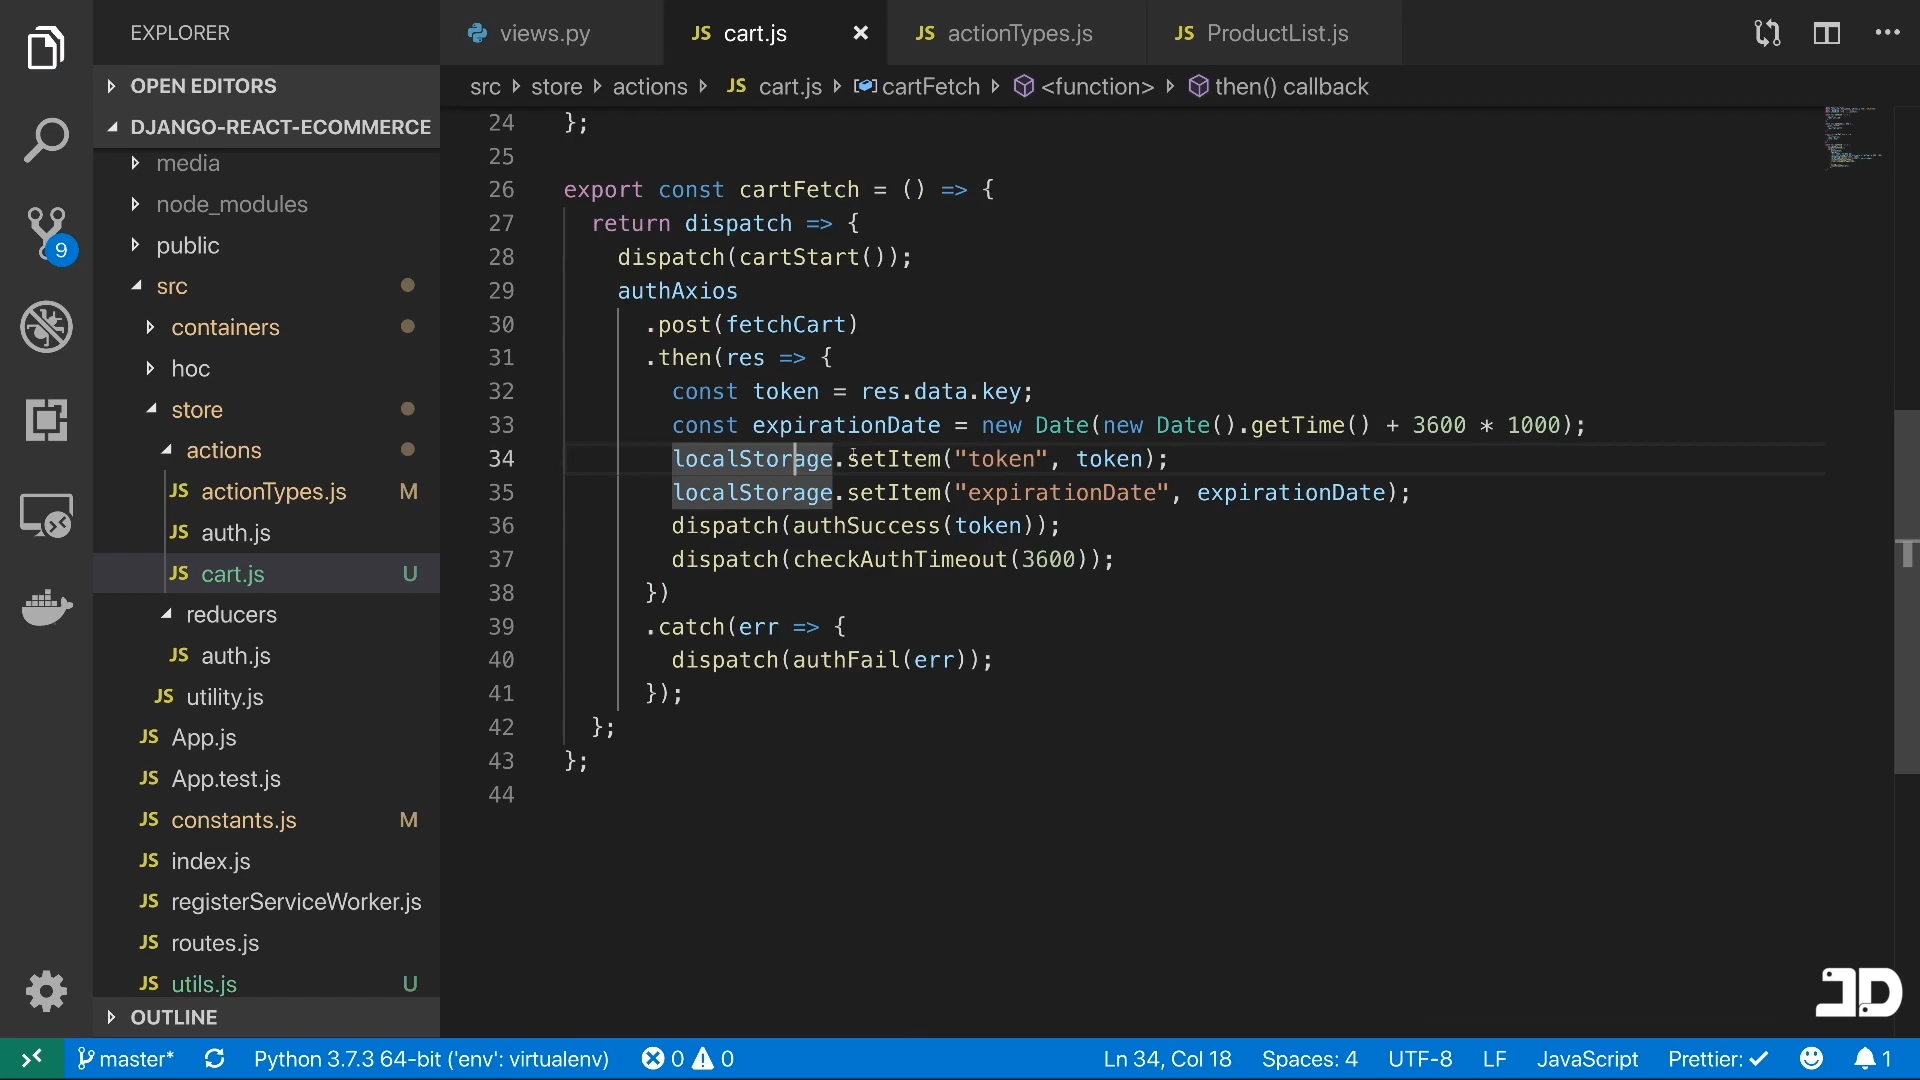 EXPLORER
OPEN EDITORS
DJANGO-REACT-ECOMMERCE
media
node_modules
public
src
containers
hoc
store
actions
JS actionTypes.js M
JS auth.js
JS cart.js U
reducers
JS auth.js
JS utility.js
JS App.js
JS App.test.js
JS constants.js M
JS index.js
JS registerServiceWorker.js
JS routes.js
JS utils.js U
OUTLINE
9
views.py
JS cart.js
JS actionTypes.js
JS ProductList.js
src store actions JS cart.js cartFetch <function> then() callback
24 };
25
26 export const cartFetch = () => {
27 return dispatch => {
28 dispatch(cartStart());
29 authAxios
30 .post(fetchCart)
31 .then(res => {
32 const token = res.data.key;
33 const expirationDate = new Date(new Date().getTime() + 3600 * 1000);
34 localStorage.setItem("token", token);
35 localStorage.setItem("expirationDate", expirationDate);
36 dispatch(authSuccess(token));
37 dispatch(checkAuthTimeout(3600));
38 })
39 .catch(err => {
40 dispatch(authFail(err));
41 });
42 };
43 };
44
JD
master* Python 3.7.3 64-bit ('env': virtualenv) 0 0 Ln 34, Col 18 Spaces: 4 UTF-8 LF JavaScript Prettier: 1